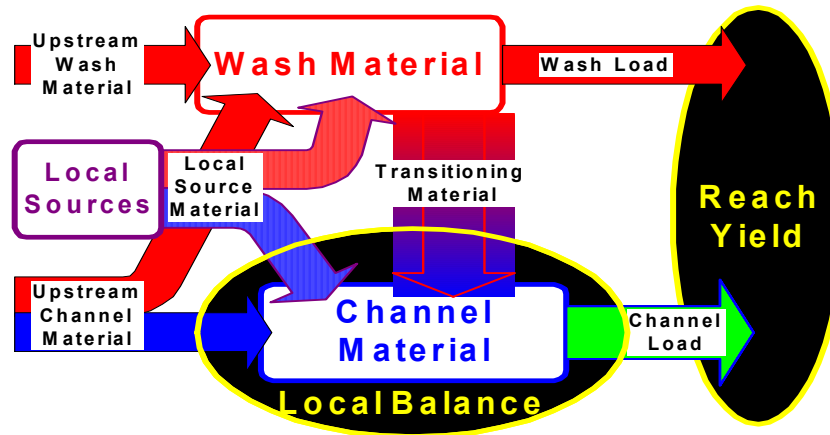 Upstream
Wash
Material
Wash Material
Wash Load
Local
Sources
Local
Source
Material
Transitioning
Material
Reach
Yield
Upstream
Channel
Material
Channel
Material
Channel
Load
Local Balance